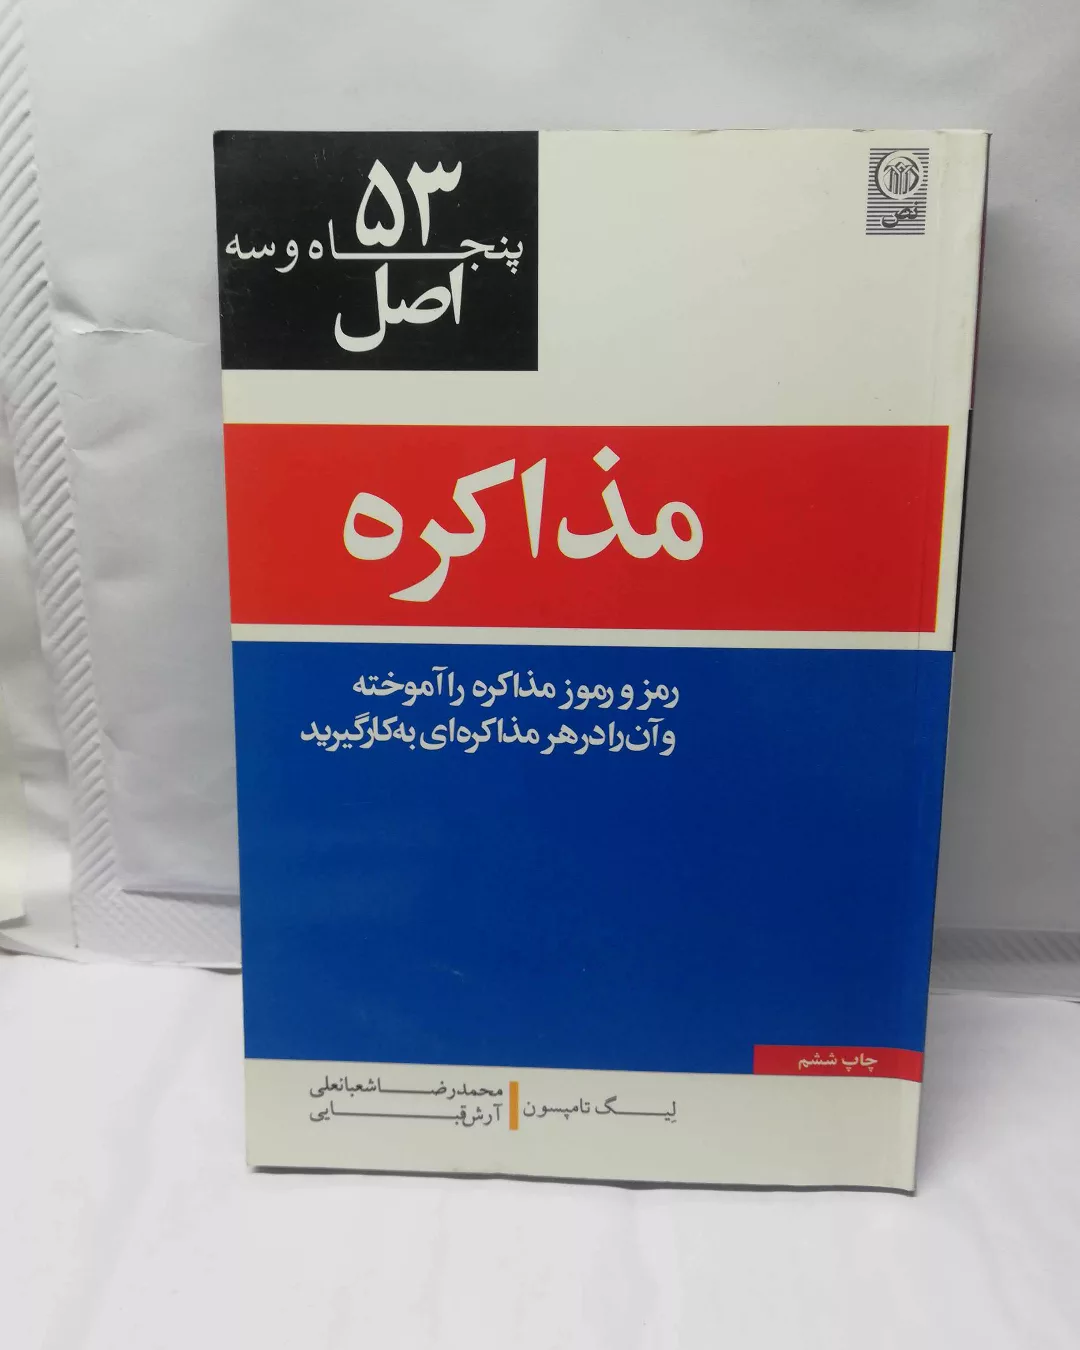 ۵۳
پنجاه و سه
اصل
نص
مذاکره
رمز و رموز مذاکره را آموخته
و آن را در هر مذاکره‌ای به کار گیرید
چاپ ششم
لیگ تامپسون
محمدرضا شعبانعلی
آرش قبایی